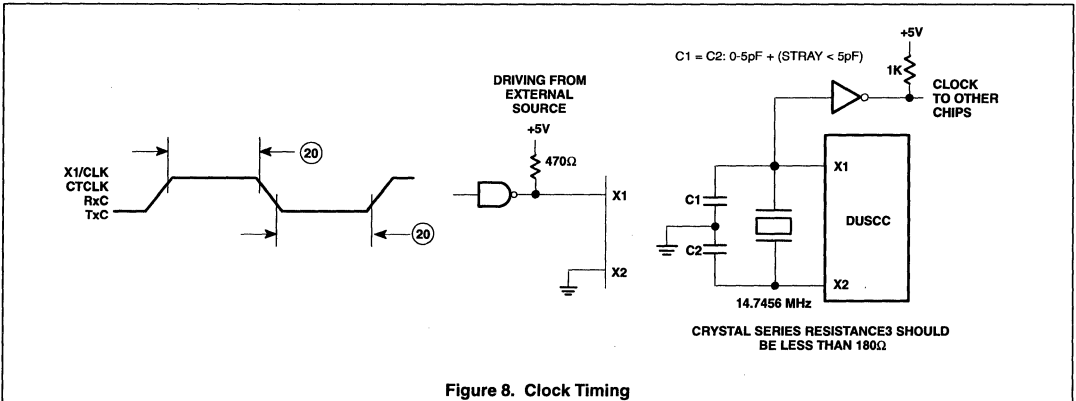 X1/CLK
CTCLK
RxC
TxC
20
20
DRIVING FROM
EXTERNAL
SOURCE
+5V
470Ω
X1
X2
C1 = C2: 0-5pF + (STRAY < 5pF)
+5V
1K
CLOCK
TO OTHER
CHIPS
C1
C2
X1
DUSCC
X2
14.7456 MHz
CRYSTAL SERIES RESISTANCE3 SHOULD
BE LESS THAN 180Ω
Figure 8. Clock Timing